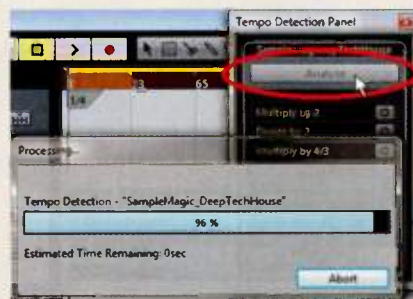 Tempo Detection Panel
Analyze
3 65
1/4
Multiply by 2
Divide by 2
Multiply by 4/3
Processing...
Tempo Detection - "SampleMagic_DeepTechHouse"
96 %
Estimated Time Remaining: 0sec
Abort